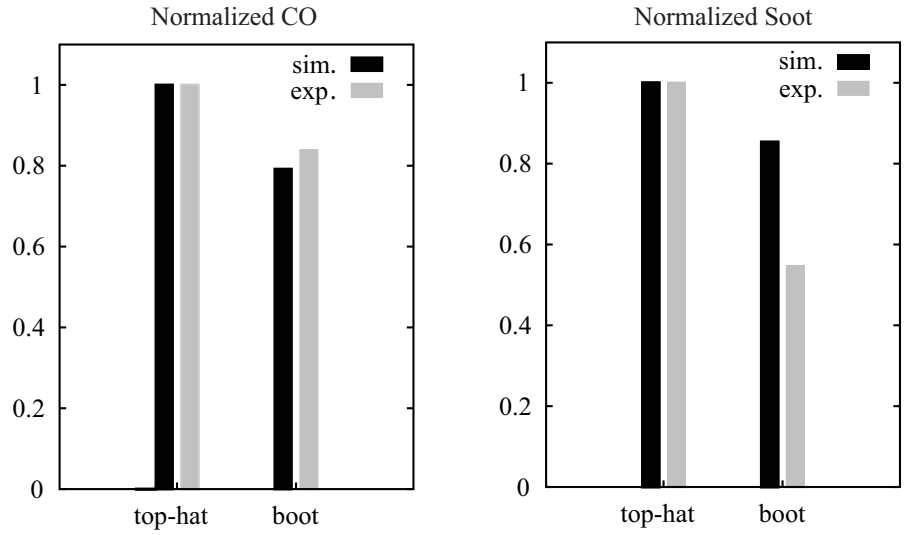 Normalized CO
sim.
exp.
1
0.8
0.6
0.4
0.2
0
top-hat boot
Normalized Soot
sim.
exp.
1
0.8
0.6
0.4
0.2
0
top-hat boot